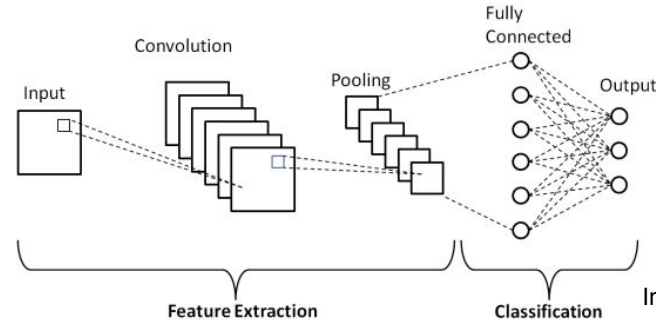 Fully
Connected
Convolution
Pooling
Input
Output
Feature Extraction
Classification